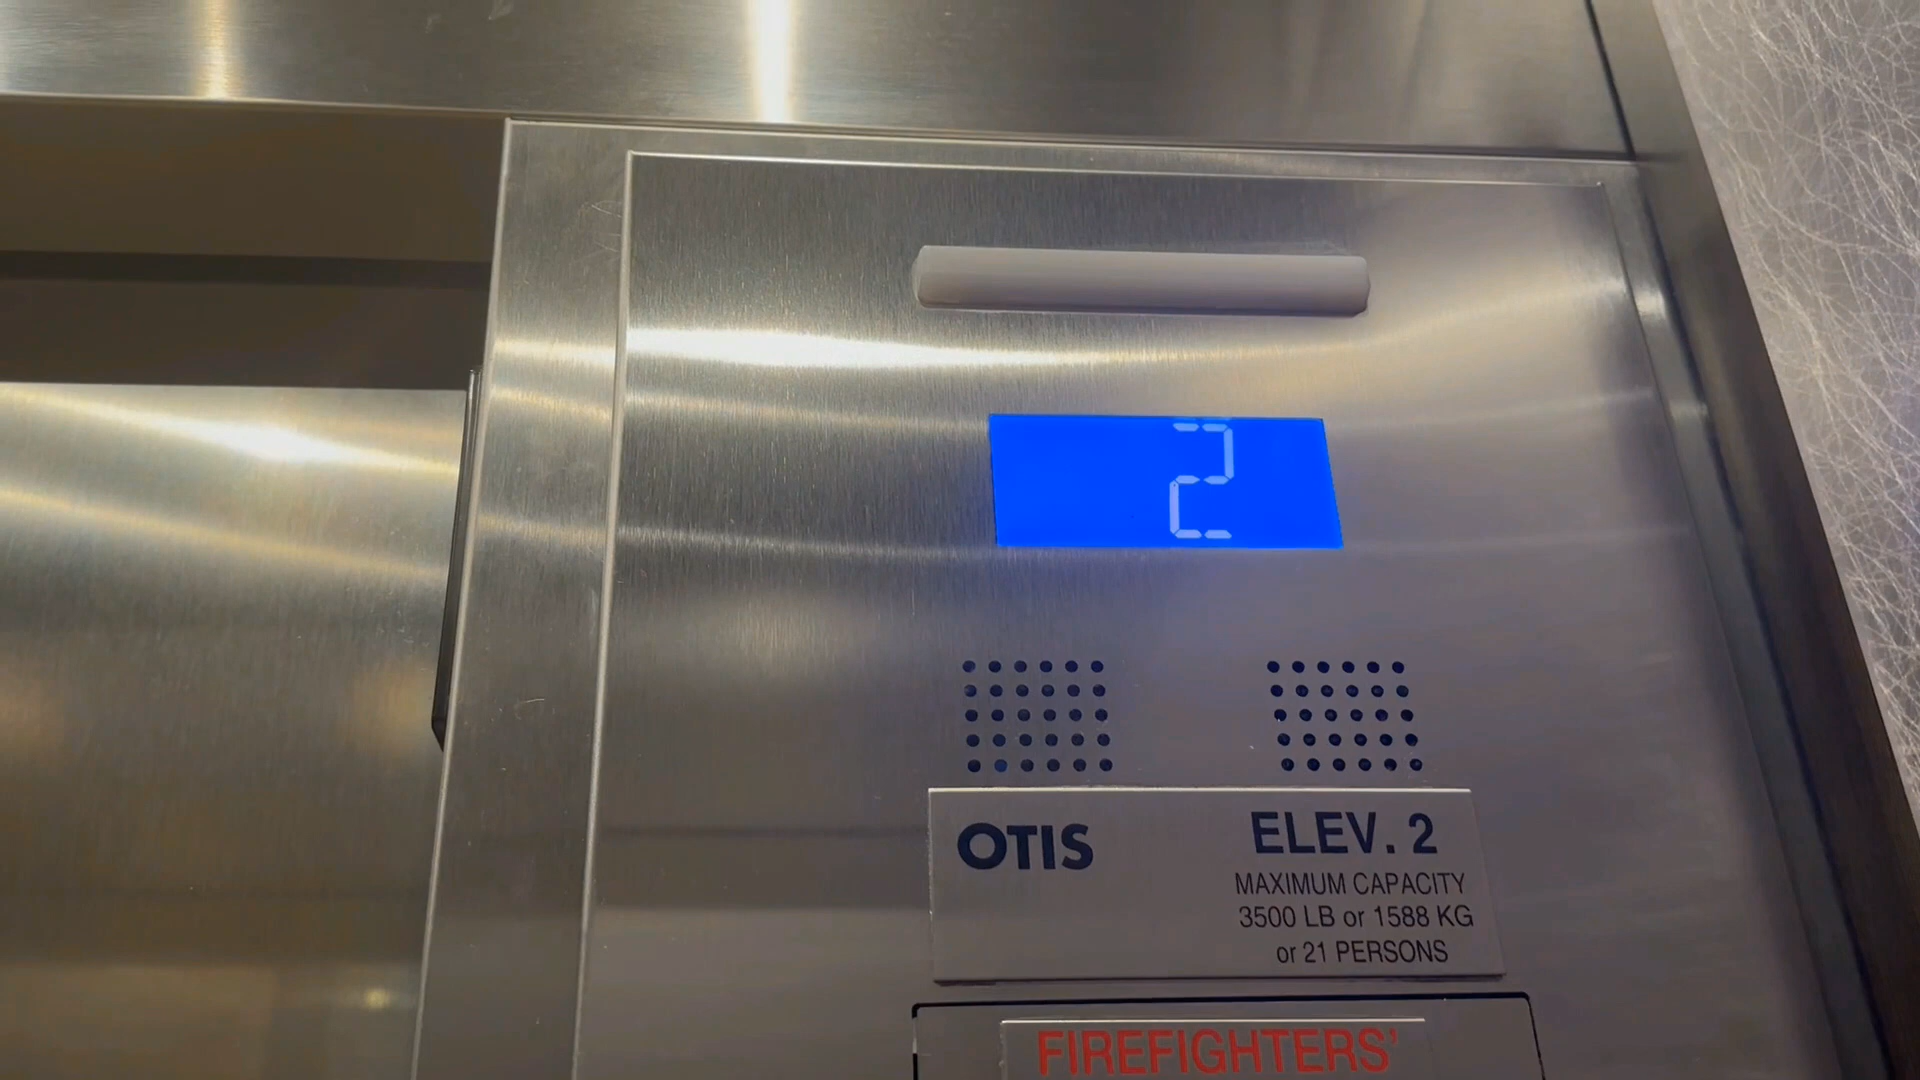 2
OTIS
ELEV. 2
MAXIMUM CAPACITY
3500 LB or 1588 KG
or 21 PERSONS
FIREFIGHTERS'